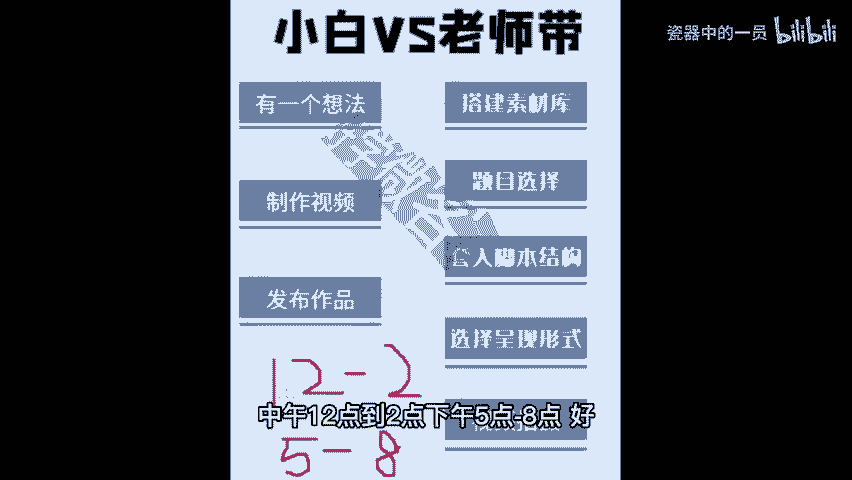 小白VS老师带
瓷器中的一员 bilibili
有一个想法
搭建素材库
制作视频
题目选择
套入脚本结构
发布作品
选择呈现形式
12-2
中午12点到2点下午5点-8点 好
5-8